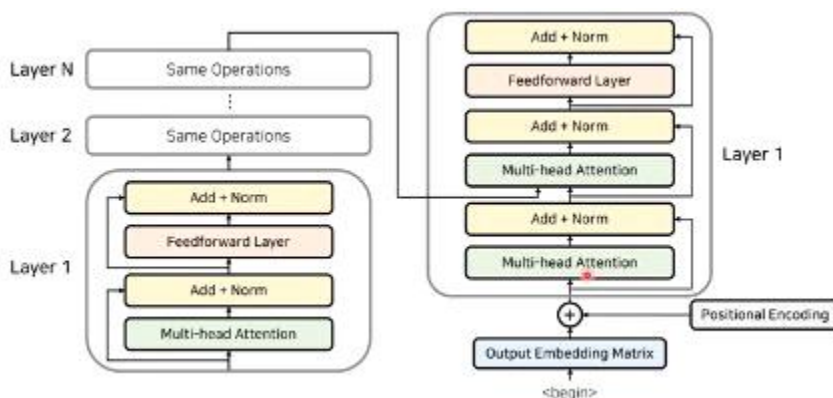 Layer N
Same Operations
Layer 2
Same Operations
Layer 1
Add + Norm
Feedforward Layer
Add + Norm
Multi-head Attention
Add + Norm
Feedforward Layer
Add + Norm
Multi-head Attention
Add + Norm
Multi-head Attention
Layer 1
Positional Encoding
Output Embedding Matrix
<begin>